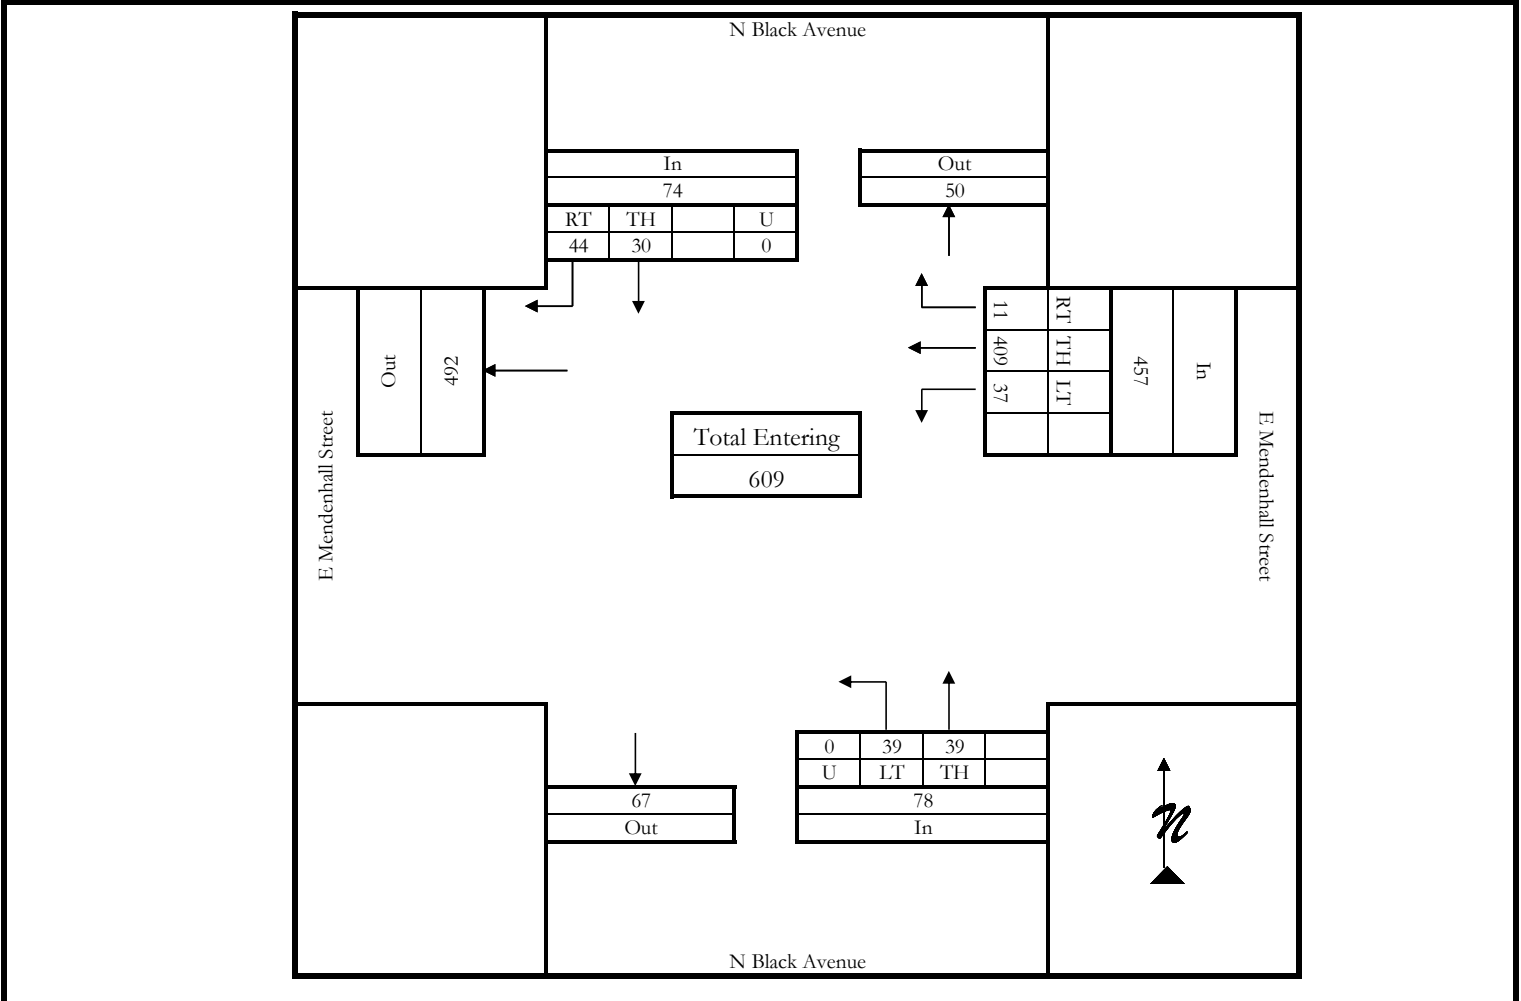 N Black Avenue
In
74
RT TH U
44 30 0
Out
50
Out
492
E Mendenhall Street
11 RT
409 TH
37 LT
457
In
E Mendenhall Street
Total Entering
609
67
Out
0 39 39
U LT TH
78
In
N
N Black Avenue